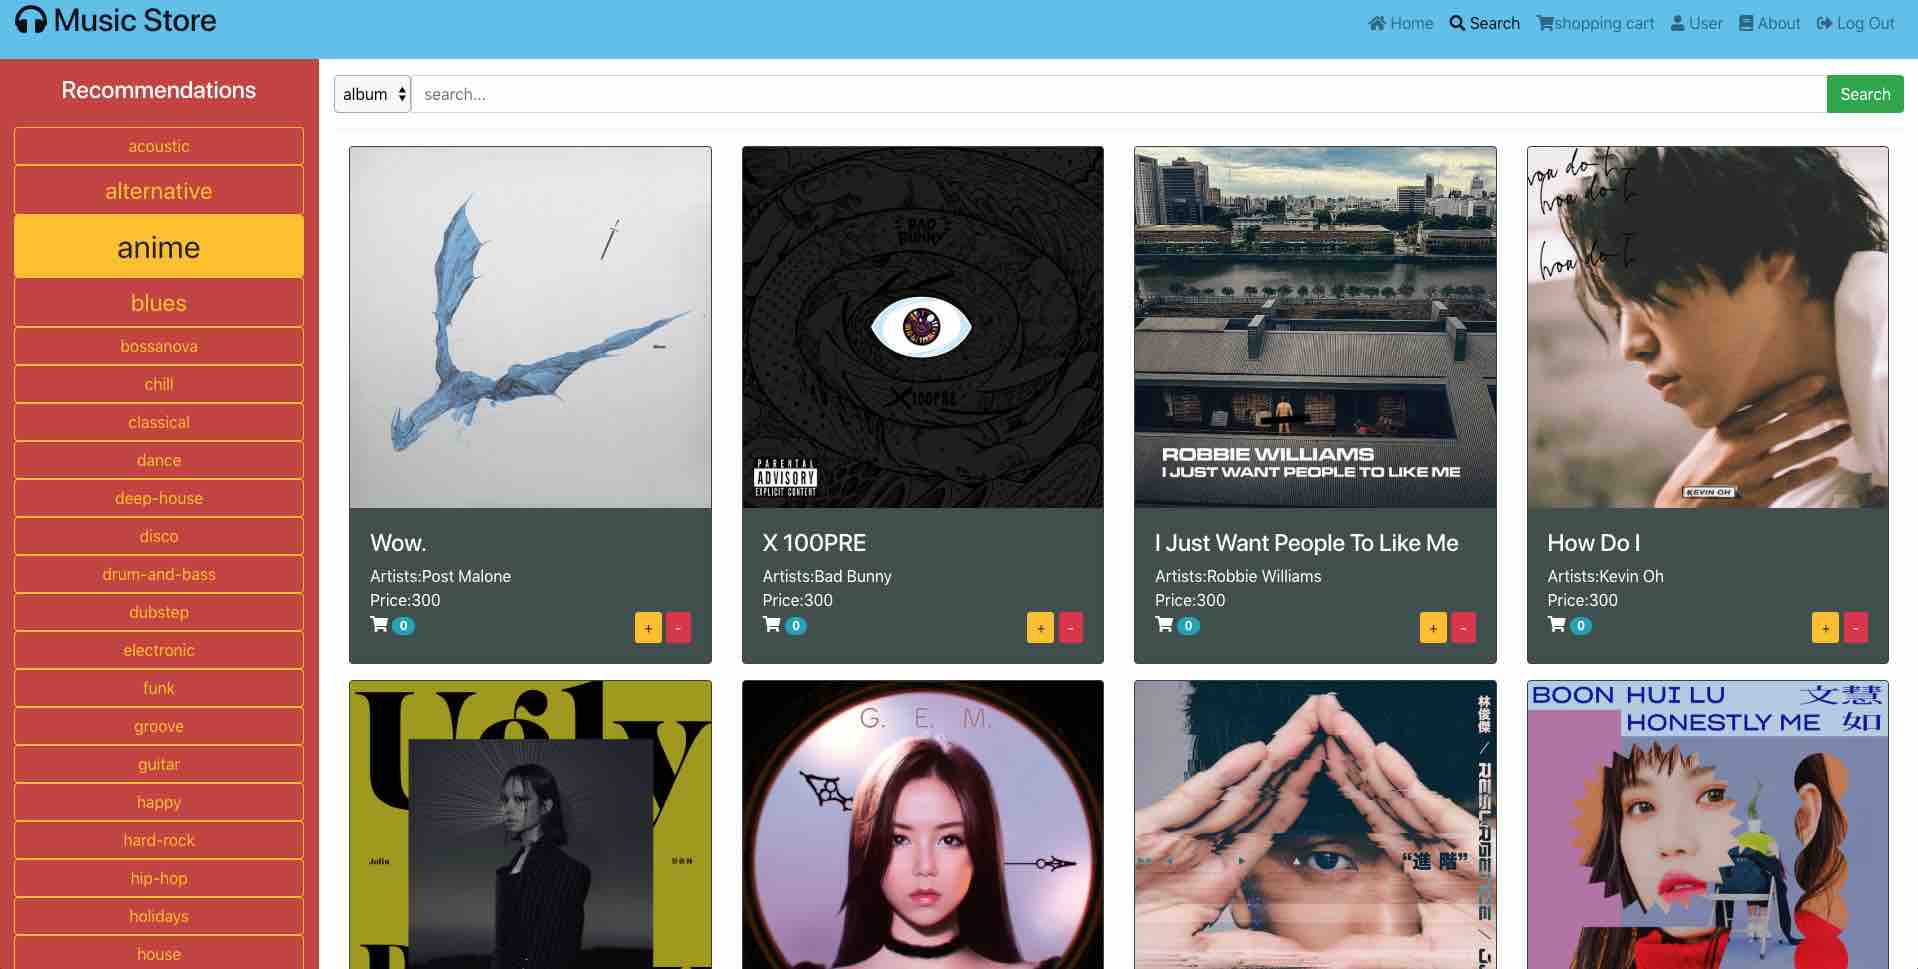 Music Store
Home Search shopping cart User About Log Out
Recommendations
acoustic
alternative
anime
blues
bossanova
chill
classical
dance
deep-house
disco
drum-and-bass
dubstep
electronic
funk
groove
guitar
happy
hard-rock
hip-hop
holidays
house
album search... Search
BAD
BUNNY
X 100PRE
PARENTAL
ADVISORY
EXPLICIT CONTENT
ROBBIE WILLIAMS
I JUST WANT PEOPLE TO LIKE ME
how do I
how do I
how do I
KEVIN OH
Wow.
Artists:Post Malone
Price:300
0 + -
X 100PRE
Artists:Bad Bunny
Price:300
0 + -
I Just Want People To Like Me
Artists:Robbie Williams
Price:300
0 + -
How Do I
Artists:Kevin Oh
Price:300
0 + -
Ugly
Jolin
G. E. M.
林俊傑 /
RESURGENCE /
“進階”
BOON HUI LU 文慧
HONESTLY ME 如